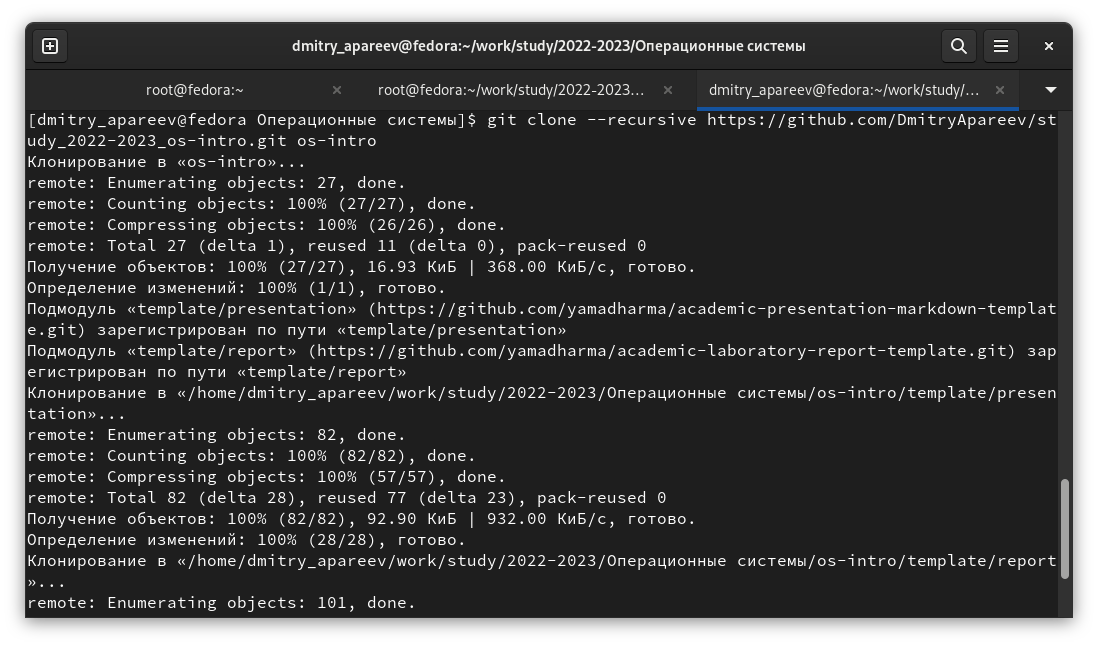 dmitry_apareev@fedora:~/work/study/2022-2023/Операционные системы
root@fedora:~
root@fedora:~/work/study/2022-2023...
dmitry_apareev@fedora:~/work/study/...
[dmitry_apareev@fedora Операционные системы]$ git clone --recursive https://github.com/DmitryApareev/st
udy_2022-2023_os-intro.git os-intro
Клонирование в «os-intro»...
remote: Enumerating objects: 27, done.
remote: Counting objects: 100% (27/27), done.
remote: Compressing objects: 100% (26/26), done.
remote: Total 27 (delta 1), reused 11 (delta 0), pack-reused 0
Получение объектов: 100% (27/27), 16.93 КиБ | 368.00 КиБ/с, готово.
Определение изменений: 100% (1/1), готово.
Подмодуль «template/presentation» (https://github.com/yamadharma/academic-presentation-markdown-templat
e.git) зарегистрирован по пути «template/presentation»
Подмодуль «template/report» (https://github.com/yamadharma/academic-laboratory-report-template.git) зар
егистрирован по пути «template/report»
Клонирование в «/home/dmitry_apareev/work/study/2022-2023/Операционные системы/os-intro/template/presen
tation»...
remote: Enumerating objects: 82, done.
remote: Counting objects: 100% (82/82), done.
remote: Compressing objects: 100% (57/57), done.
remote: Total 82 (delta 28), reused 77 (delta 23), pack-reused 0
Получение объектов: 100% (82/82), 92.90 КиБ | 932.00 КиБ/с, готово.
Определение изменений: 100% (28/28), готово.
Клонирование в «/home/dmitry_apareev/work/study/2022-2023/Операционные системы/os-intro/template/report
»...
remote: Enumerating objects: 101, done.